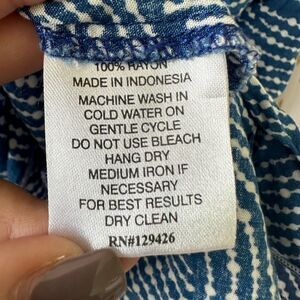 100% RAYON
MADE IN INDONESIA
MACHINE WASH IN
COLD WATER ON
GENTLE CYCLE
DO NOT USE BLEACH
HANG DRY
MEDIUM IRON IF
NECESSARY
FOR BEST RESULTS
DRY CLEAN
RN#129426